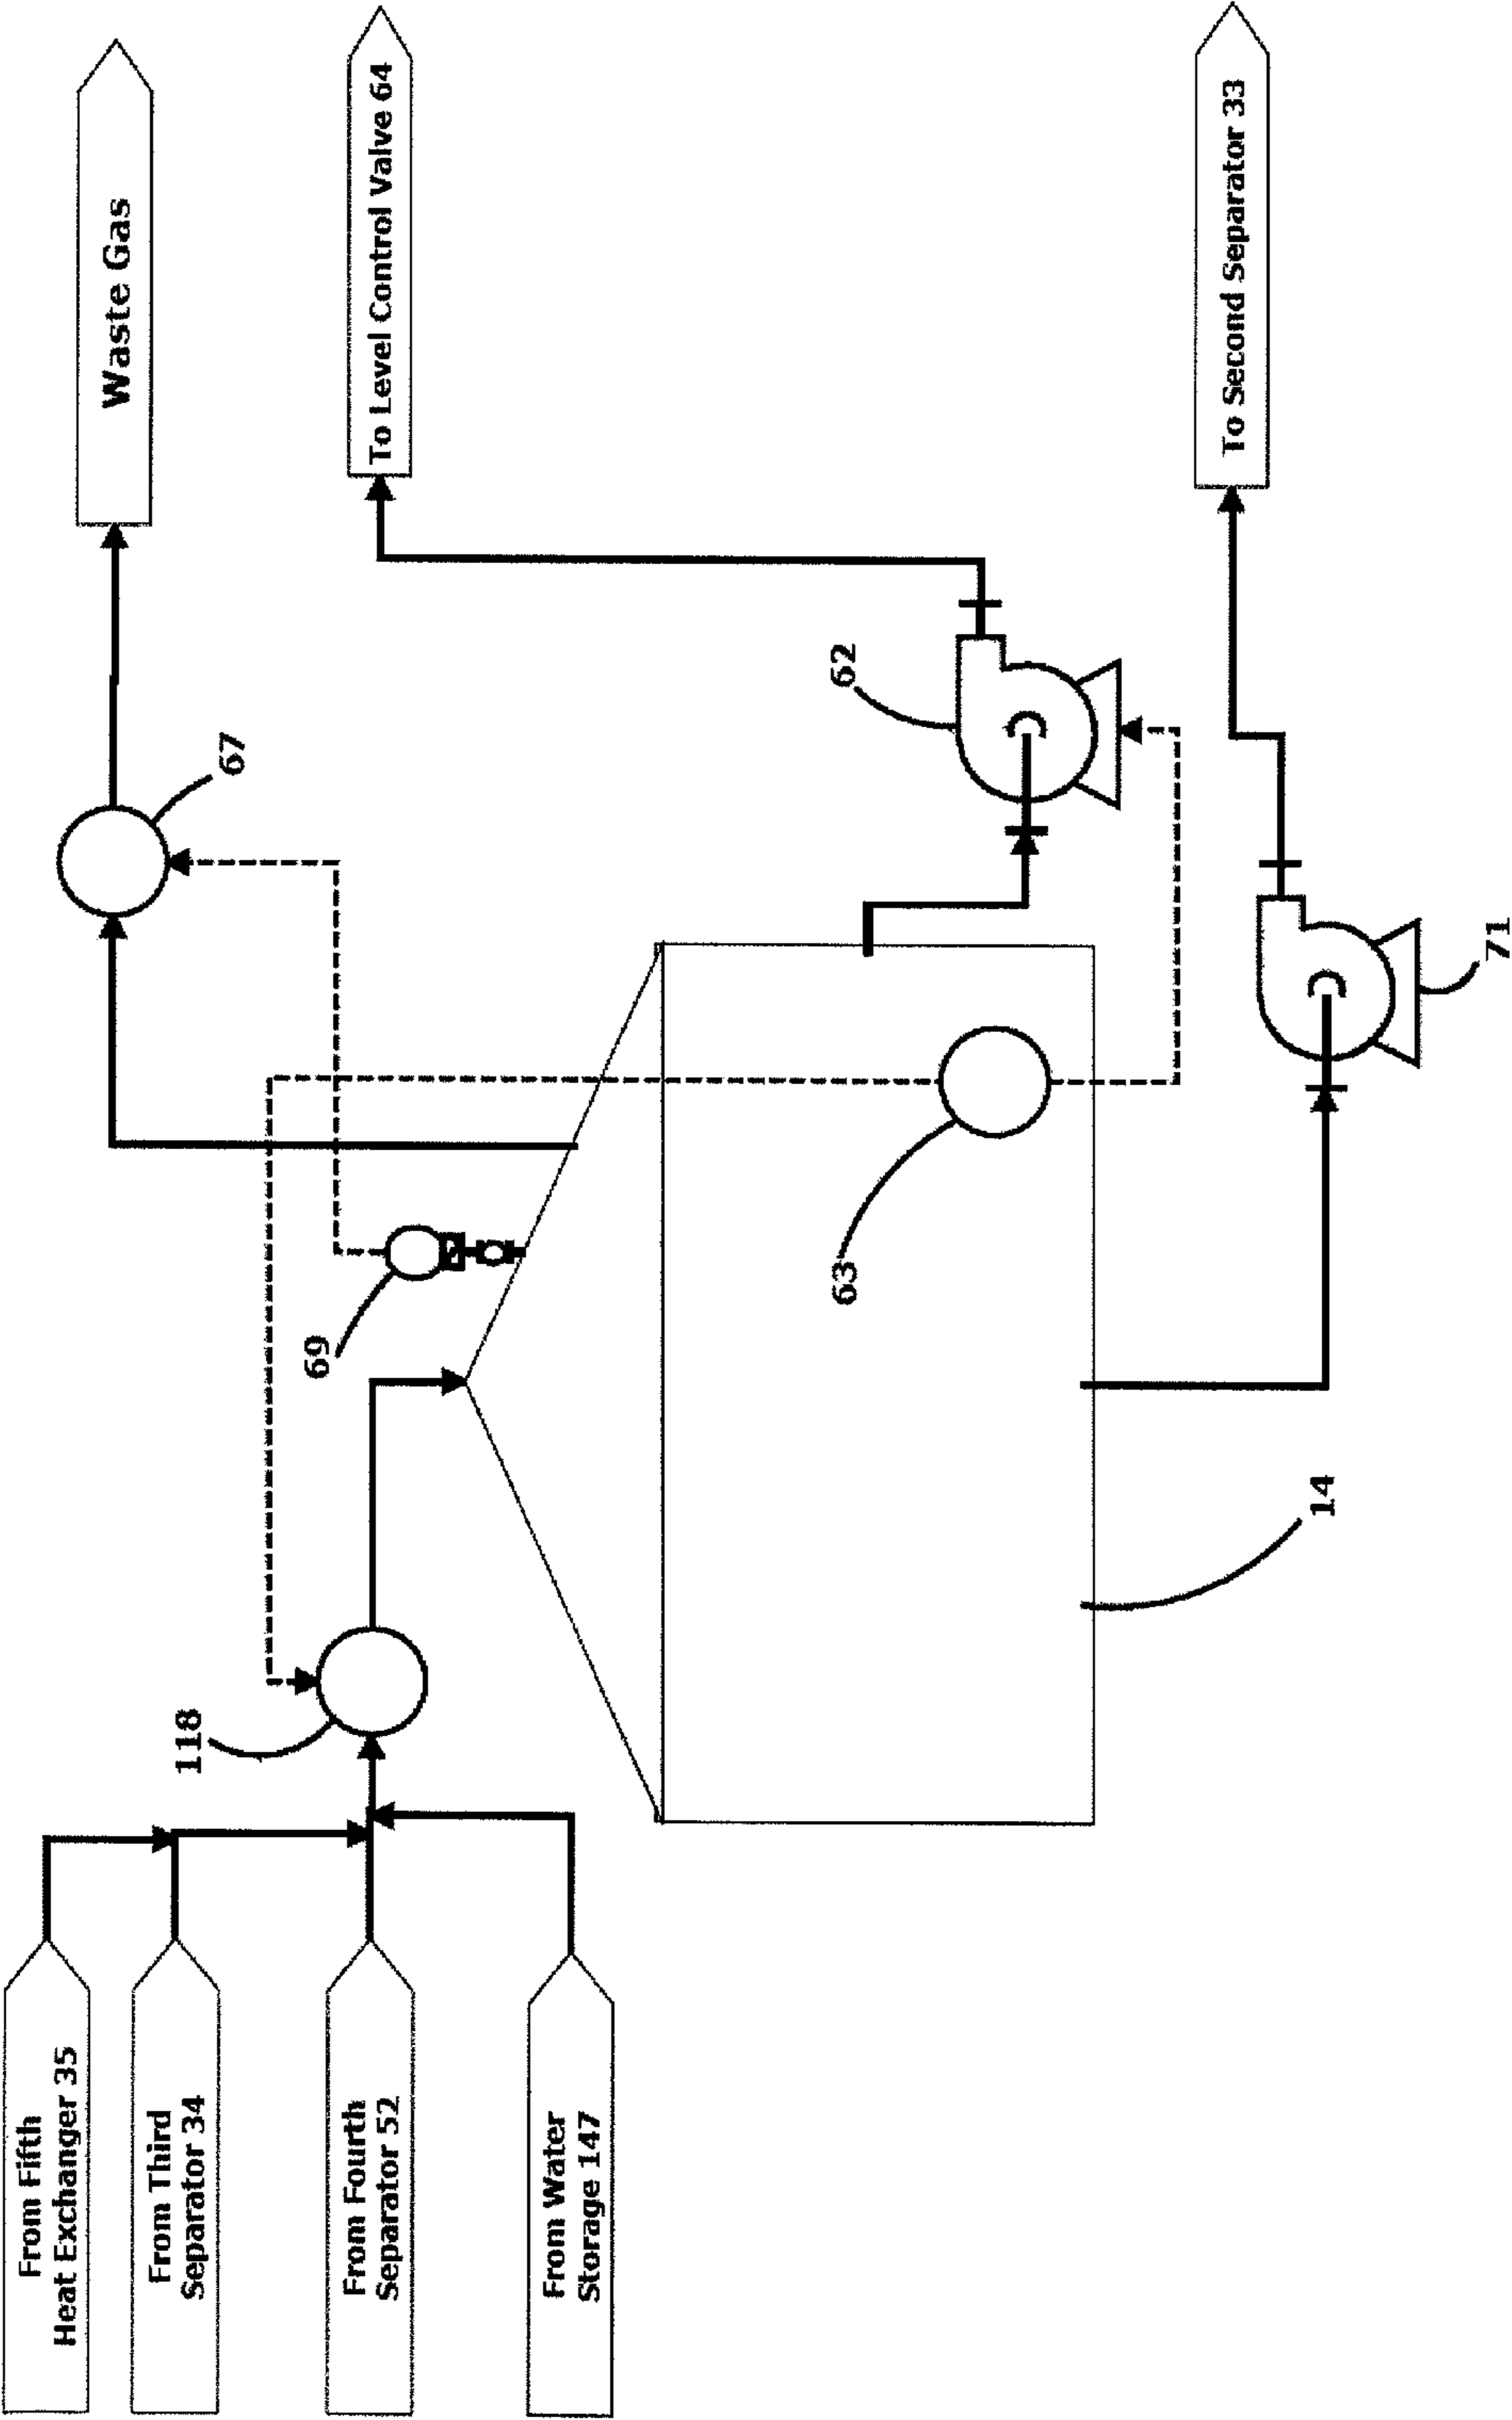 Waste Gas
To Level Control Valve 64
To Second Separator 33
67
62
71
69
63
14
118
From Fifth
Heat Exchanger 35
From Third
Separator 34
From Fourth
Separator 52
From Water
Storage 147